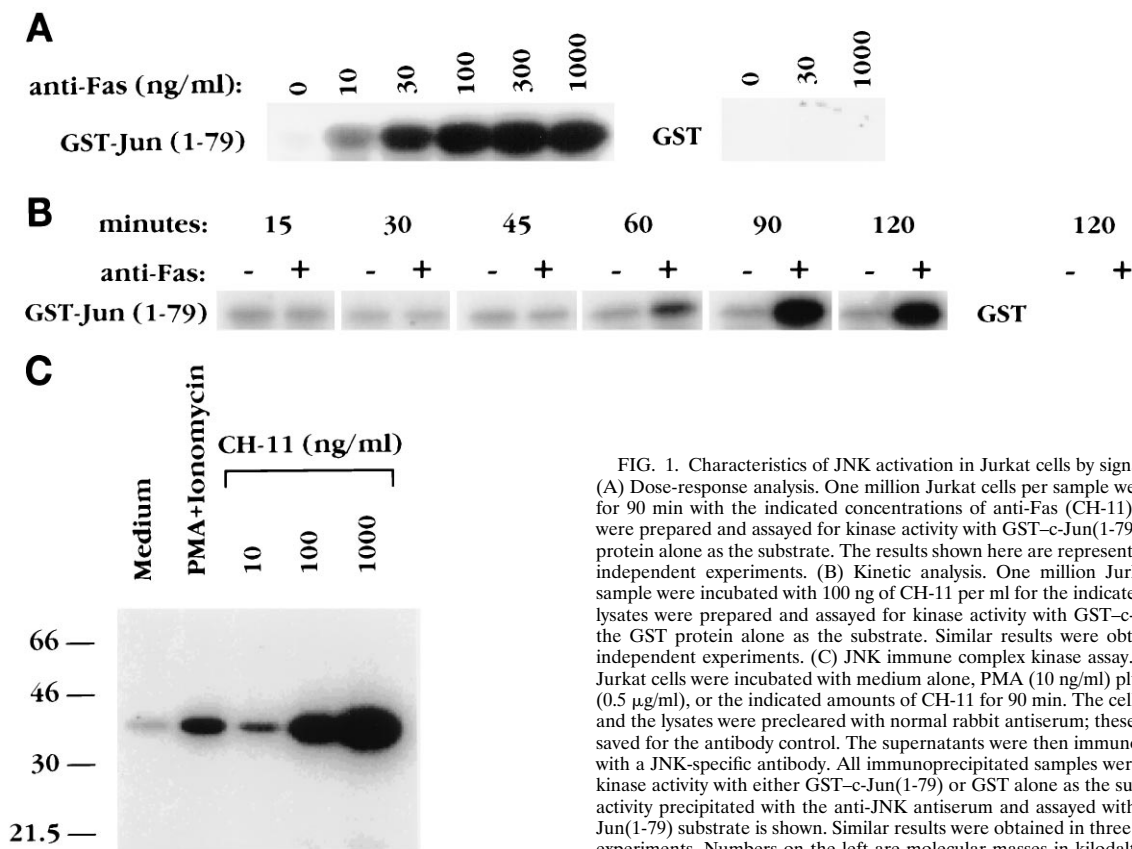 A
anti-Fas (ng/ml): 0 10 30 100 300 1000 0 30 1000
GST-Jun (1-79) GST
B
minutes: 15 30 45 60 90 120 120
anti-Fas: - + - + - + - + - + - + - +
GST-Jun (1-79) GST
C
Medium PMA+Ionomycin CH-11 (ng/ml)
10 100 1000
66
46
30
21.5
FIG. 1. Characteristics of JNK activation in Jurkat cells by sign
(A) Dose-response analysis. One million Jurkat cells per sample we
for 90 min with the indicated concentrations of anti-Fas (CH-11)
were prepared and assayed for kinase activity with GST–c-Jun(1-79
protein alone as the substrate. The results shown here are represent
independent experiments. (B) Kinetic analysis. One million Jur
sample were incubated with 100 ng of CH-11 per ml for the indicate
lysates were prepared and assayed for kinase activity with GST–c-
the GST protein alone as the substrate. Similar results were obt
independent experiments. (C) JNK immune complex kinase assay.
Jurkat cells were incubated with medium alone, PMA (10 ng/ml) pl
(0.5 μg/ml), or the indicated amounts of CH-11 for 90 min. The cel
and the lysates were precleared with normal rabbit antiserum; these
saved for the antibody control. The supernatants were then immuno
with a JNK-specific antibody. All immunoprecipitated samples wer
kinase activity with either GST–c-Jun(1-79) or GST alone as the su
activity precipitated with the anti-JNK antiserum and assayed with
Jun(1-79) substrate is shown. Similar results were obtained in three
experiments. Numbers on the left are molecular masses in kilodalt